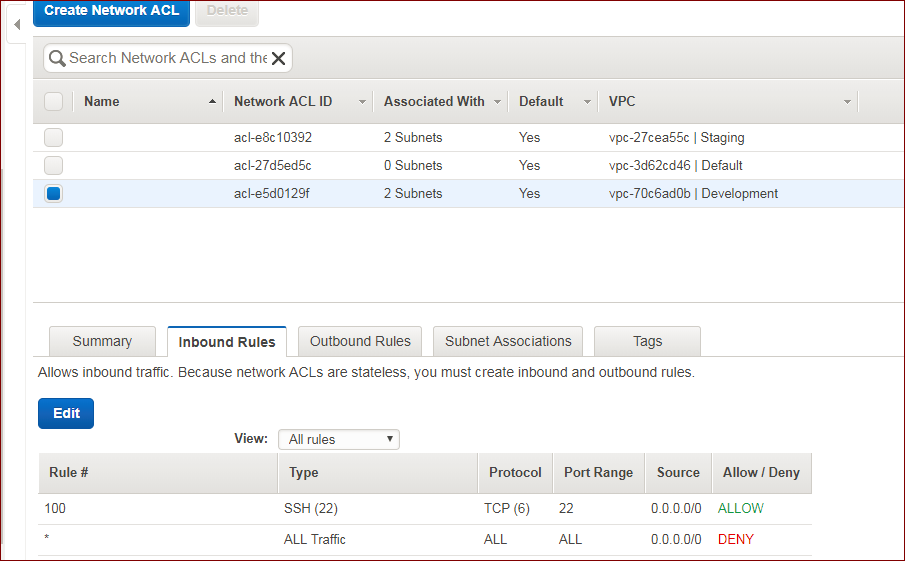 Create Network ACL Delete
Search Network ACLs and the
Name Network ACL ID Associated With Default VPC
acl-e8c10392 2 Subnets Yes vpc-27cea55c | Staging
acl-27d5ed5c 0 Subnets Yes vpc-3d62cd46 | Default
acl-e5d0129f 2 Subnets Yes vpc-70c6ad0b | Development
Summary Inbound Rules Outbound Rules Subnet Associations Tags
Allows inbound traffic. Because network ACLs are stateless, you must create inbound and outbound rules.
Edit
View: All rules
Rule # Type Protocol Port Range Source Allow / Deny
100 SSH (22) TCP (6) 22 0.0.0.0/0 ALLOW
* ALL Traffic ALL ALL 0.0.0.0/0 DENY